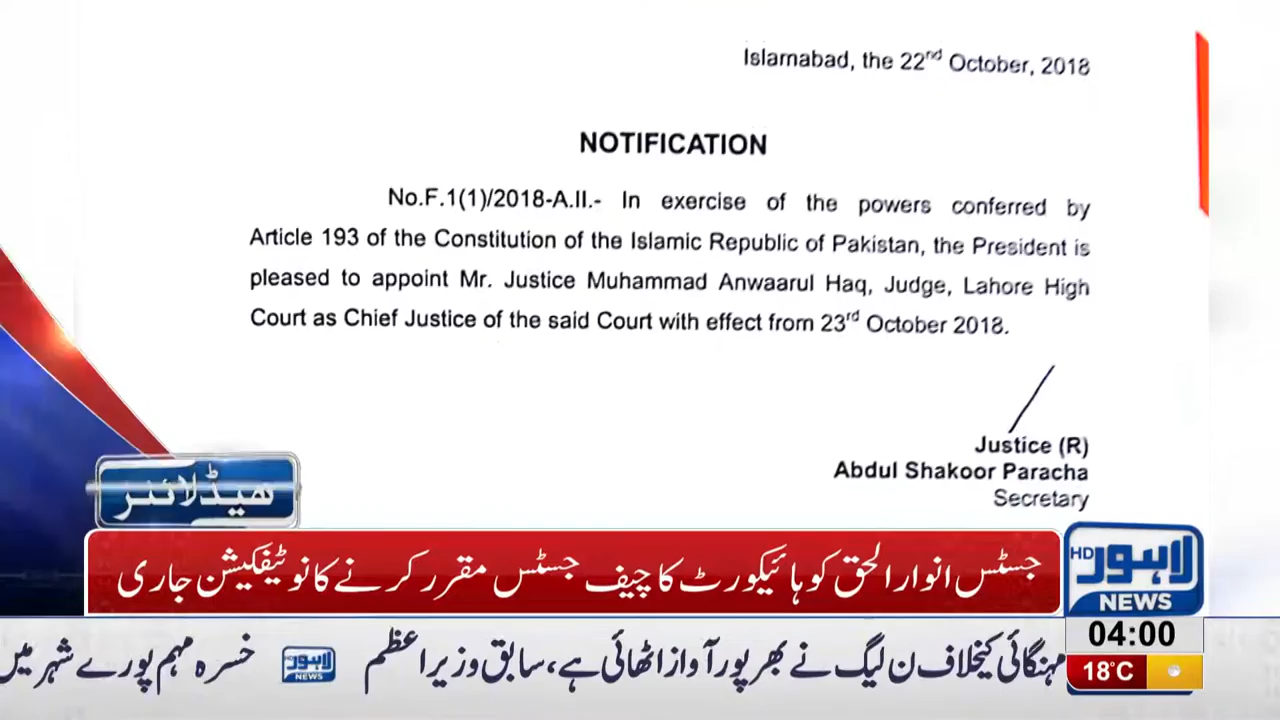 Islamabad, the 22nd October, 2018
NOTIFICATION
No.F.1(1)/2018-A.II.- In exercise of the powers conferred by
Article 193 of the Constitution of the Islamic Republic of Pakistan, the President is
pleased to appoint Mr. Justice Muhammad Anwaarul Haq, Judge, Lahore High
Court as Chief Justice of the said Court with effect from 23rd October 2018.
Justice (R)
Abdul Shakoor Paracha
Secretary
ہیڈلائنز
جسٹس انوار الحق کو ہائیکورٹ کا چیف جسٹس مقرر کرنے کا نوٹیفکیشن جاری
لاہور HD
NEWS
04:00
18°C
مہنگائی کیخلاف ن لیگ نے بھرپور آواز اٹھائی ہے، سابق وزیراعظم لاہور NEWS خسرہ مہم پورے شہر میں